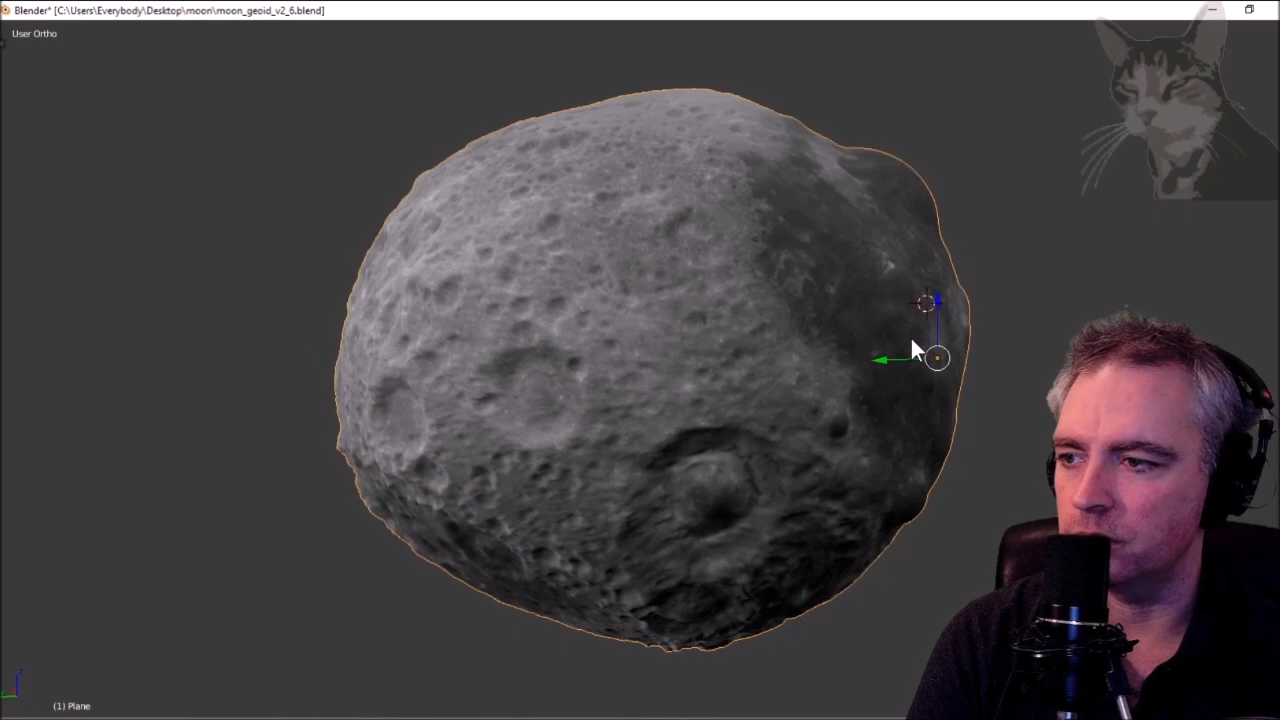 Blender* [C:\Users\Everybody\Desktop\moon\moon_geoid_v2_6.blend]
User Ortho
(1) Plane